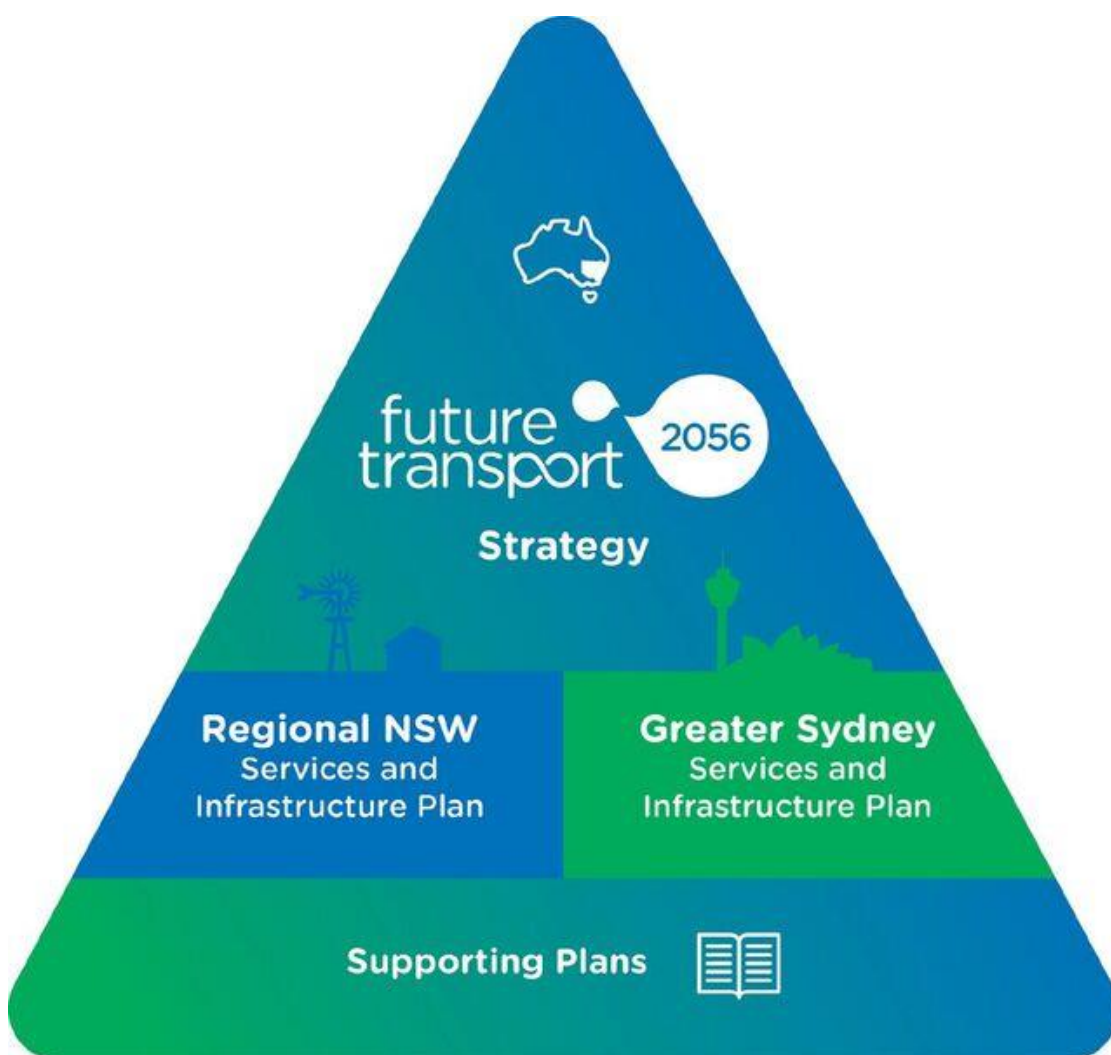 future
transport
2056
Strategy
Regional NSW
Services and
Infrastructure Plan
Greater Sydney
Services and
Infrastructure Plan
Supporting Plans